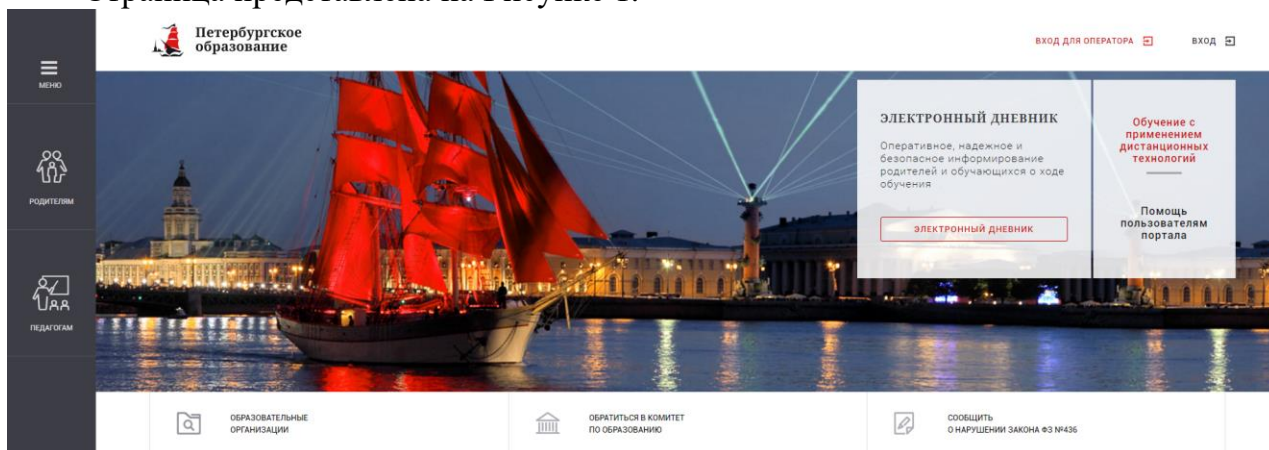 Страница представлена на Рисунке 1.
Петербургское
образование
ВХОД ДЛЯ ОПЕРАТОРА
ВХОД
МЕНЮ
РОДИТЕЛЯМ
ПЕДАГОГАМ
ЭЛЕКТРОННЫЙ ДНЕВНИК
Оперативное, надежное и
безопасное информирование
родителей и обучающихся о ходе
обучения
ЭЛЕКТРОННЫЙ ДНЕВНИК
Обучение с
применением
дистанционных
технологий
Помощь
пользователям
портала
ОБРАЗОВАТЕЛЬНЫЕ
ОРГАНИЗАЦИИ
ОБРАТИТЬСЯ В КОМИТЕТ
ПО ОБРАЗОВАНИЮ
СООБЩИТЬ
О НАРУШЕНИИ ЗАКОНА ФЗ №436